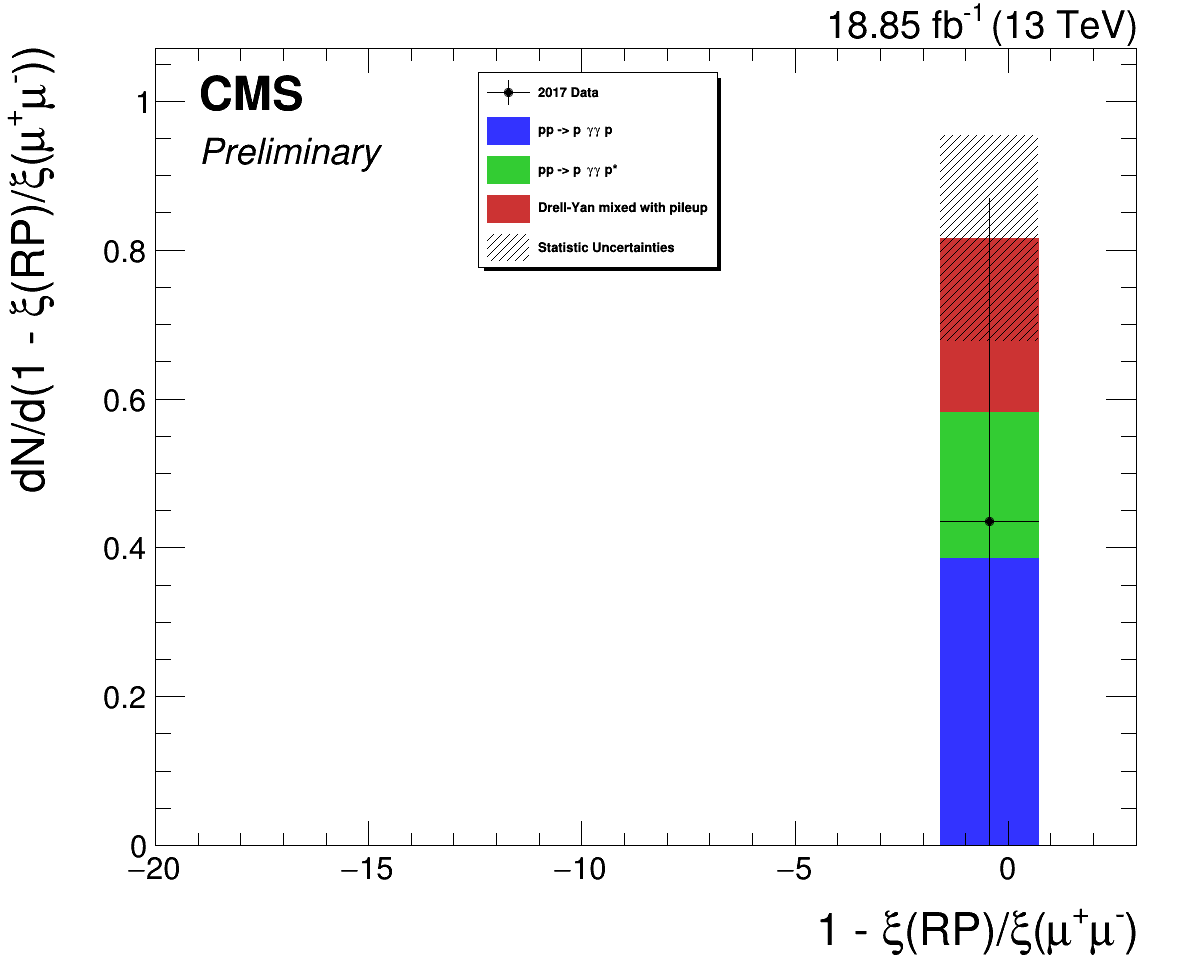 18.85 fb⁻¹ (13 TeV)
CMS
Preliminary
2017 Data
pp -> p γγ p
pp -> p γγ p*
Drell-Yan mixed with pileup
Statistic Uncertainties
dN/d(1 - ξ(RP)/ξ(μ⁺μ⁻))
1
0.8
0.6
0.4
0.2
0
−20 −15 −10 −5 0
1 - ξ(RP)/ξ(μ⁺μ⁻)